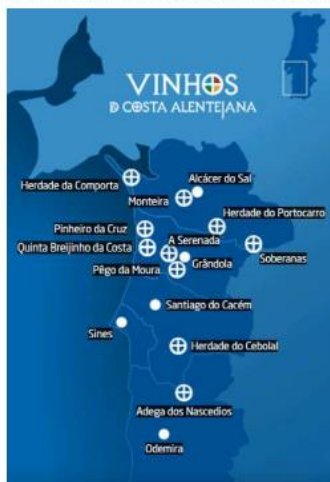 VINHOS
D COSTA ALENTEJANA
Herdade da Comporta
Alcácer do Sal
Monteira
Herdade do Portocarro
Pinheiro da Cruz
A Serenada
Quinta Breijinho da Costa
Soberanas
Grândola
Pêgo da Moura
Santiago do Cacém
Sines
Herdade do Cebolal
Adega dos Nascedios
Odemira